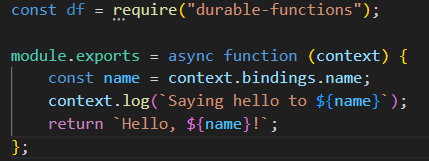 const df = require("durable-functions");
module.exports = async function (context) {
const name = context.bindings.name;
context.log(`Saying hello to ${name}`);
return `Hello, ${name}!`;
};